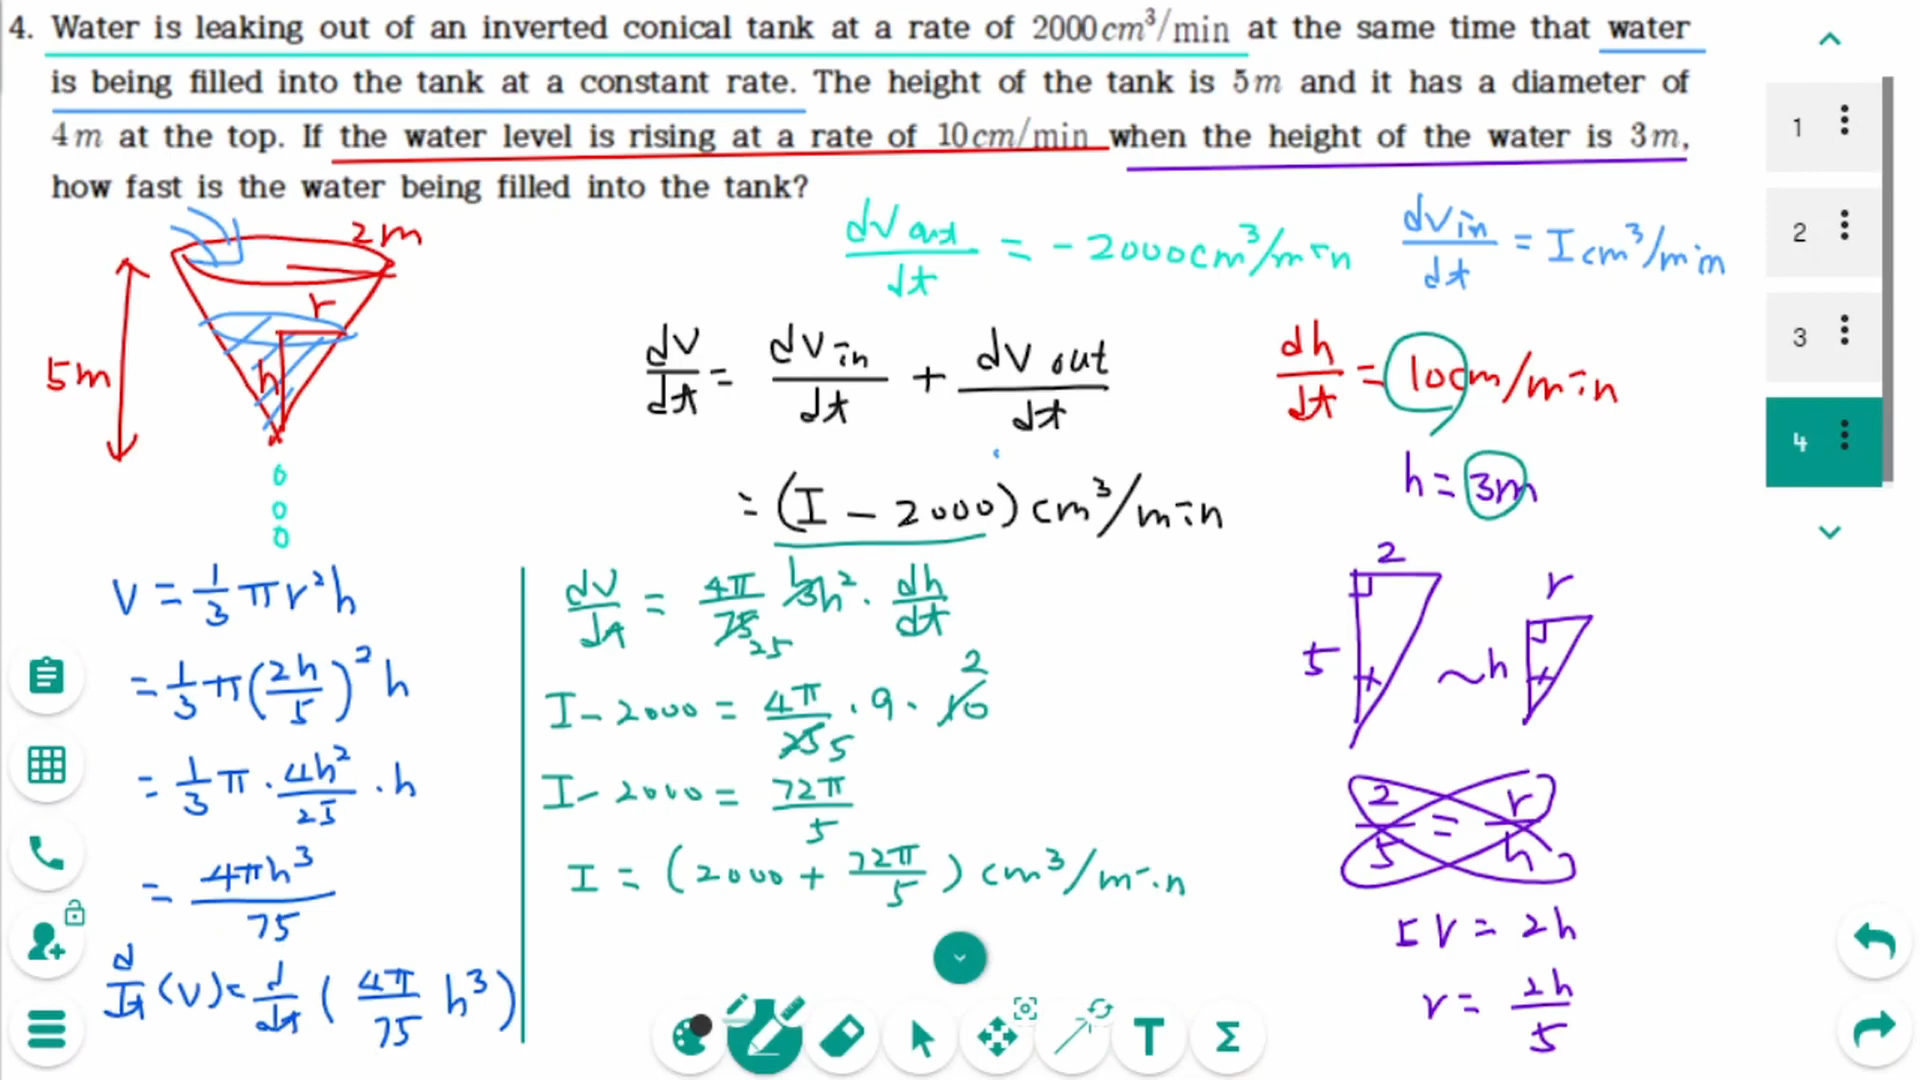 4. Water is leaking out of an inverted conical tank at a rate of 2000cm³/min at the same time that water
is being filled into the tank at a constant rate. The height of the tank is 5m and it has a diameter of
4m at the top. If the water level is rising at a rate of 10cm/min when the height of the water is 3m,
how fast is the water being filled into the tank?
2m
r
h
5m
dV out/dt = -2000cm³/min
dV in/dt = I cm³/min
dV/dt = dV in/dt + dV out/dt
= (I - 2000) cm³/min
dh/dt = 10cm/min
h = 3m
V = 1/3 πr²h
= 1/3 π(2h/5)² h
= 1/3 π · 4h²/25 · h
= 4πh³/75
d/dt (V) = d/dt (4π/75 h³)
dV/dt = 4π/75 25 3h² · dh/dt
I - 2000 = 4π/25 5 · 9 · 10 2
I - 2000 = 72π/5
I = (2000 + 72π/5) cm³/min
2
5
~
r
h
2/5 = r/h
5r = 2h
r = 2h/5
1
2
3
4
T
Σ